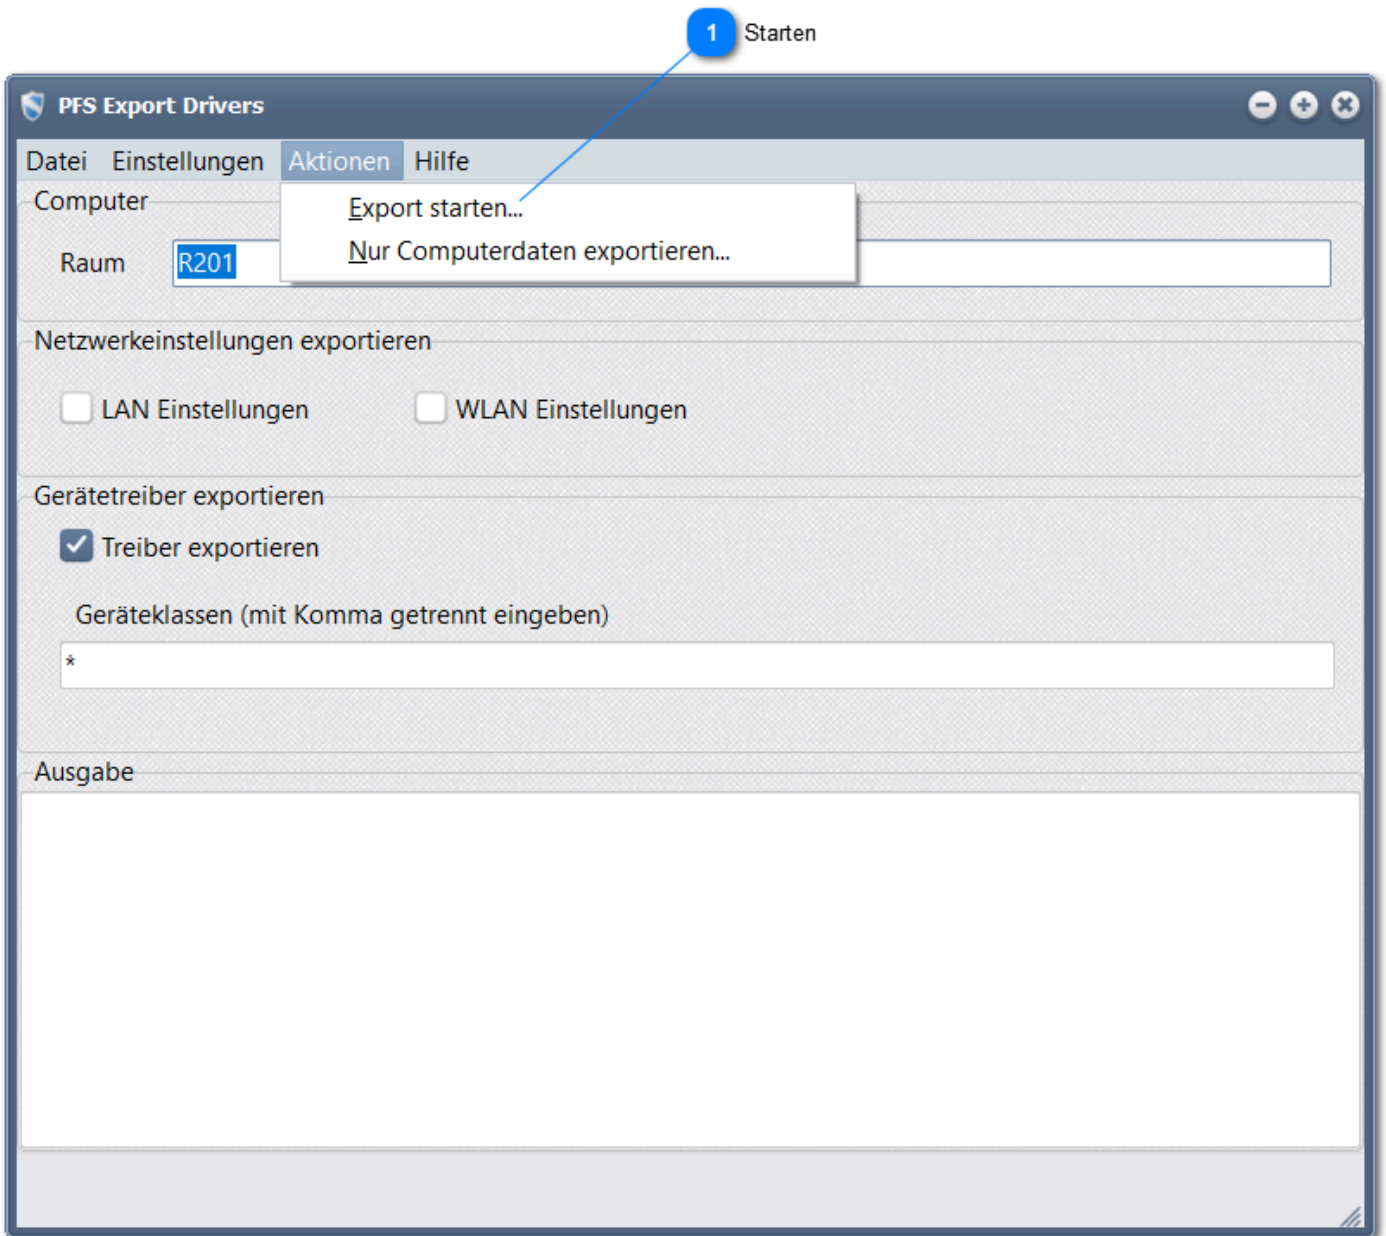 1 Starten
PFS Export Drivers
Datei Einstellungen Aktionen Hilfe
Computer
Export starten...
Nur Computerdaten exportieren...
Raum R201
Netzwerkeinstellungen exportieren
LAN Einstellungen WLAN Einstellungen
Gerätetreiber exportieren
Treiber exportieren
Geräteklassen (mit Komma getrennt eingeben)
*
Ausgabe